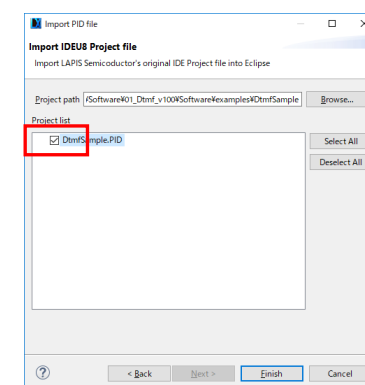 Import PID file
Import IDEU8 Project file
Import LAPIS Semicoductor's original IDE Project file into Eclipse
Project path ¥Software¥01_Dtmf_v100¥Software¥examples¥DtmfSample Browse...
Project list
DtmfSample.PID
Select All
Deselect All
< Back Next > Finish Cancel